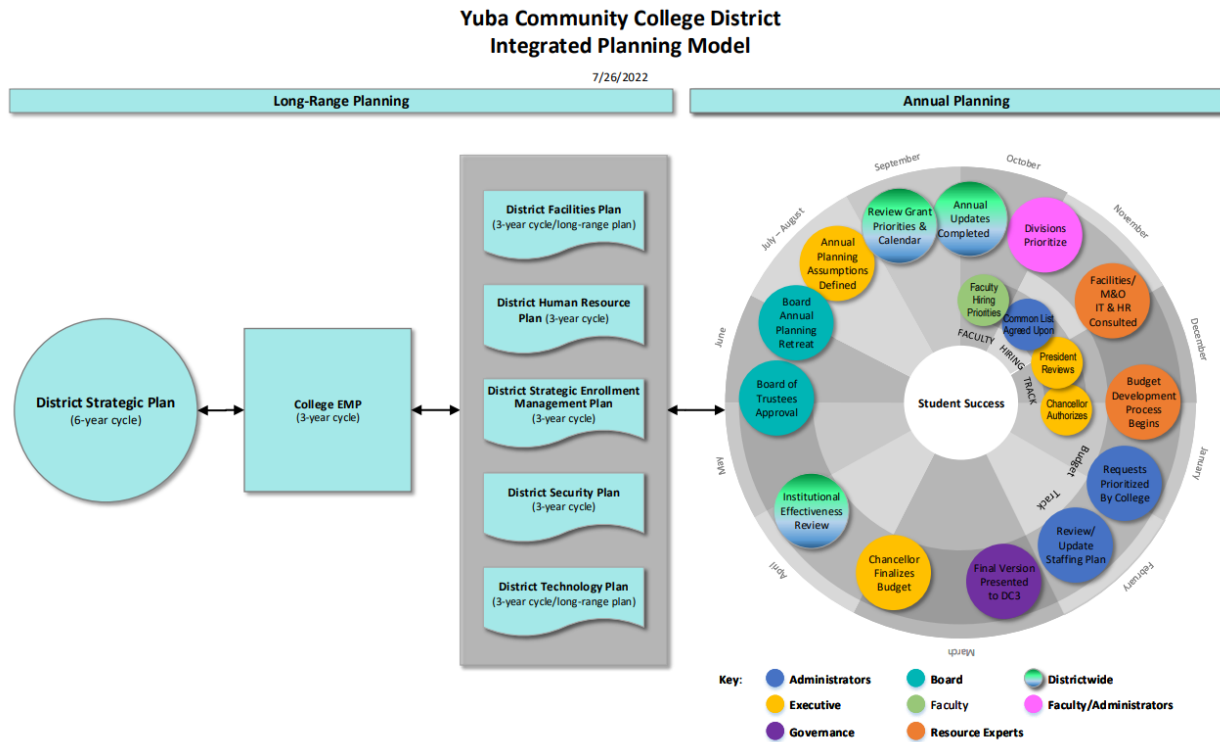 Yuba Community College District
Integrated Planning Model
7/26/2022
Long-Range Planning
Annual Planning
District Strategic Plan
(6-year cycle)
College EMP
(3-year cycle)
District Facilities Plan
(3-year cycle/long-range plan)
District Human Resource
Plan (3-year cycle)
District Strategic Enrollment
Management Plan
(3-year cycle)
District Security Plan
(3-year cycle)
District Technology Plan
(3-year cycle/long-range plan)
September
October
November
December
January
February
March
April
May
June
July – August
Review Grant
Priorities &
Calendar
Annual
Updates
Completed
Divisions
Prioritize
Facilities/
M&O
IT & HR
Consulted
Budget
Development
Process
Begins
Requests
Prioritized
By College
Review/
Update
Staffing Plan
Final Version
Presented
to DC3
Chancellor
Finalizes
Budget
Institutional
Effectiveness
Review
Board of
Trustees
Approval
Board
Annual
Planning
Retreat
Annual
Planning
Assumptions
Defined
Faculty
Hiring
Priorities
Common List
Agreed Upon
President
Reviews
Chancellor
Authorizes
FACULTY HIRING TRACK
Budget Track
Student Success
Key:
Administrators
Board
Districtwide
Executive
Faculty
Faculty/Administrators
Governance
Resource Experts